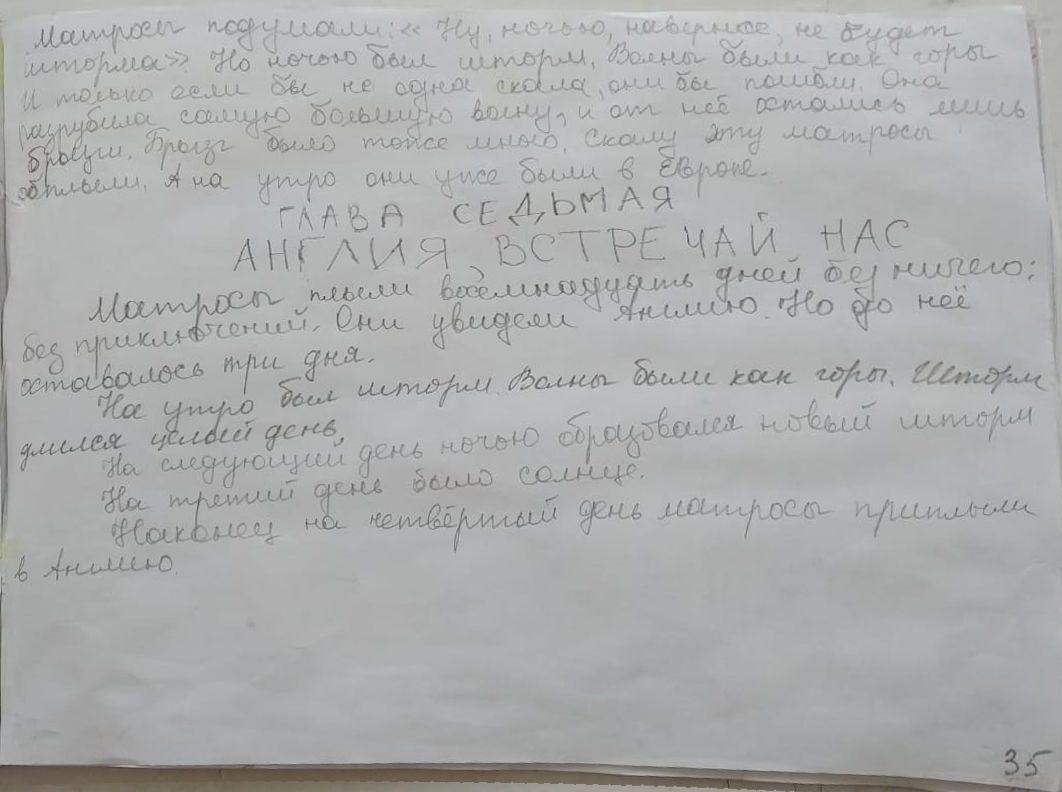 Матросы подумали: «Ну, ночью, наверное, не будет
шторма». Но ночью был шторм. Волны были как горы
И только если бы не одна скала, они бы погибли. Она
разрубила самую большую волну, и от неё остались лишь
брызги. Брызг было тоже много. Скалу эту матросы
обплыли. А на утро они уже были в Европе.
ГЛАВА СЕДЬМАЯ
АНГЛИЯ, ВСТРЕЧАЙ НАС
Матросы плыли восемнадцать дней без ничего:
без приключений. Они увидели Англию. Но до неё
оставалось три дня.
На утро был шторм. Волны были как горы. Шторм
длился целый день.
На следующий день ночью образовался новый шторм
На третий день было солнце.
Наконец на четвёртый день матросы приплыли
в Англию.
35